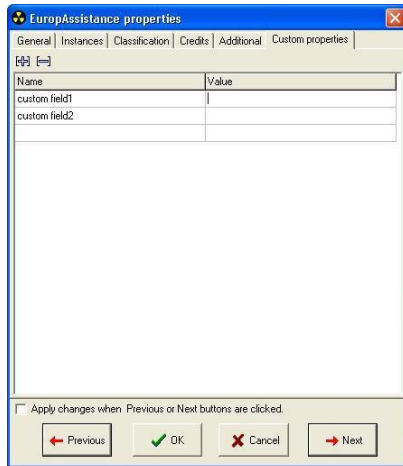 EuropAssistance properties
General Instances Classification Credits Additional Custom properties
Name Value
custom field1
custom field2
Apply changes when Previous or Next buttons are clicked.
Previous OK Cancel Next